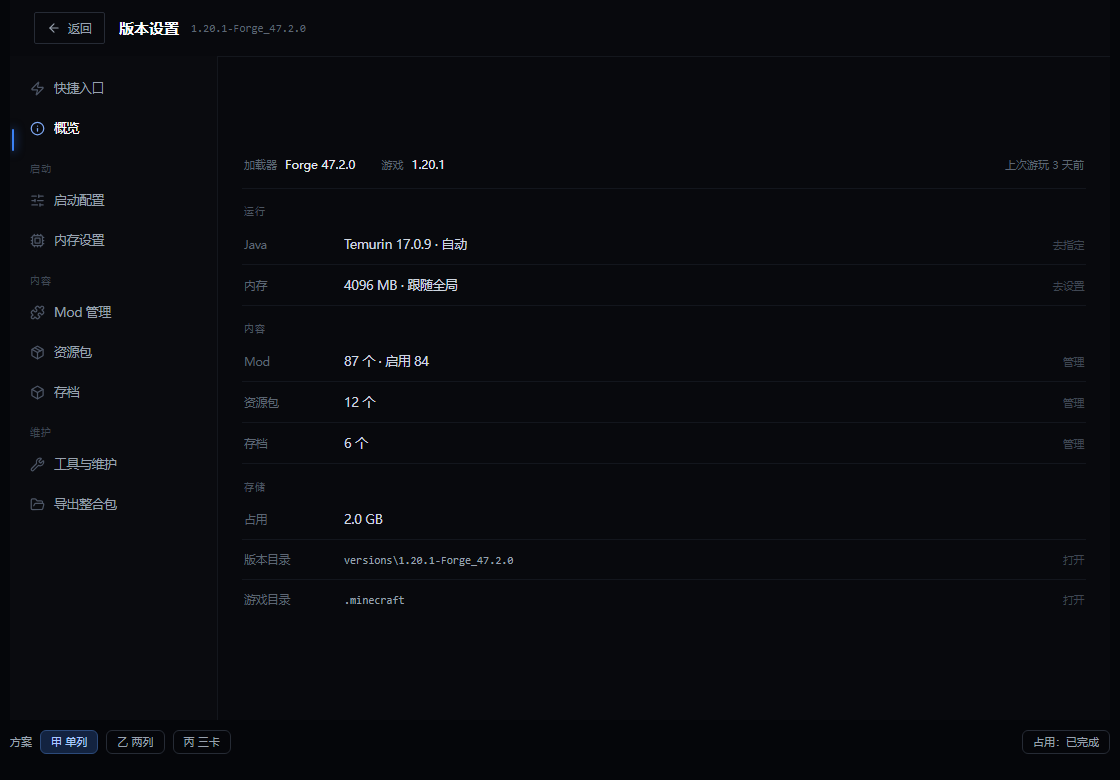 返回 版本设置 1.20.1-Forge_47.2.0
快捷入口
概览
启动
启动配置
内存设置
内容
Mod 管理
资源包
存档
维护
工具与维护
导出整合包
加载器 Forge 47.2.0 游戏 1.20.1 上次游玩 3 天前
运行
Java Temurin 17.0.9 · 自动 去指定
内存 4096 MB · 跟随全局 去设置
内容
Mod 87 个 · 启用 84 管理
资源包 12 个 管理
存档 6 个 管理
存储
占用 2.0 GB
版本目录 versions\1.20.1-Forge_47.2.0 打开
游戏目录 .minecraft 打开
方案 甲 单列 乙 两列 丙 三卡 占用：已完成